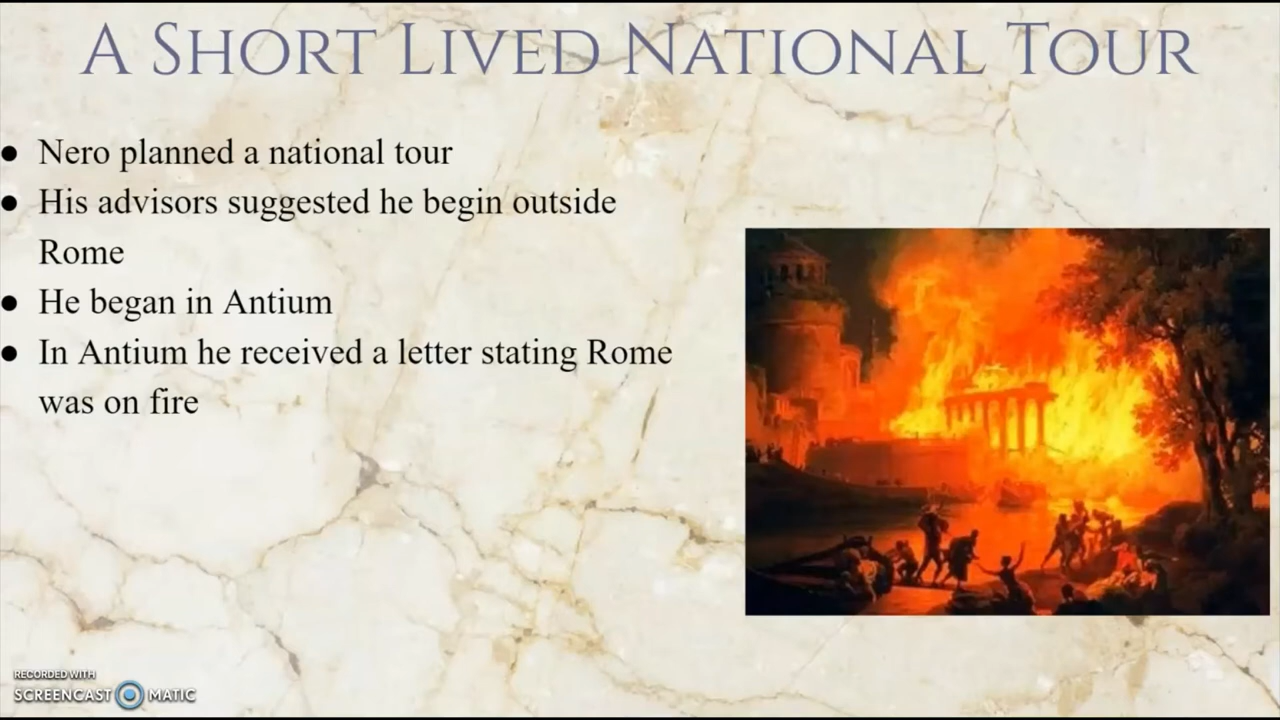 A Short Lived National Tour
● Nero planned a national tour
● His advisors suggested he begin outside
Rome
● He began in Antium
● In Antium he received a letter stating Rome
was on fire
RECORDED WITH
SCREENCAST MATIC